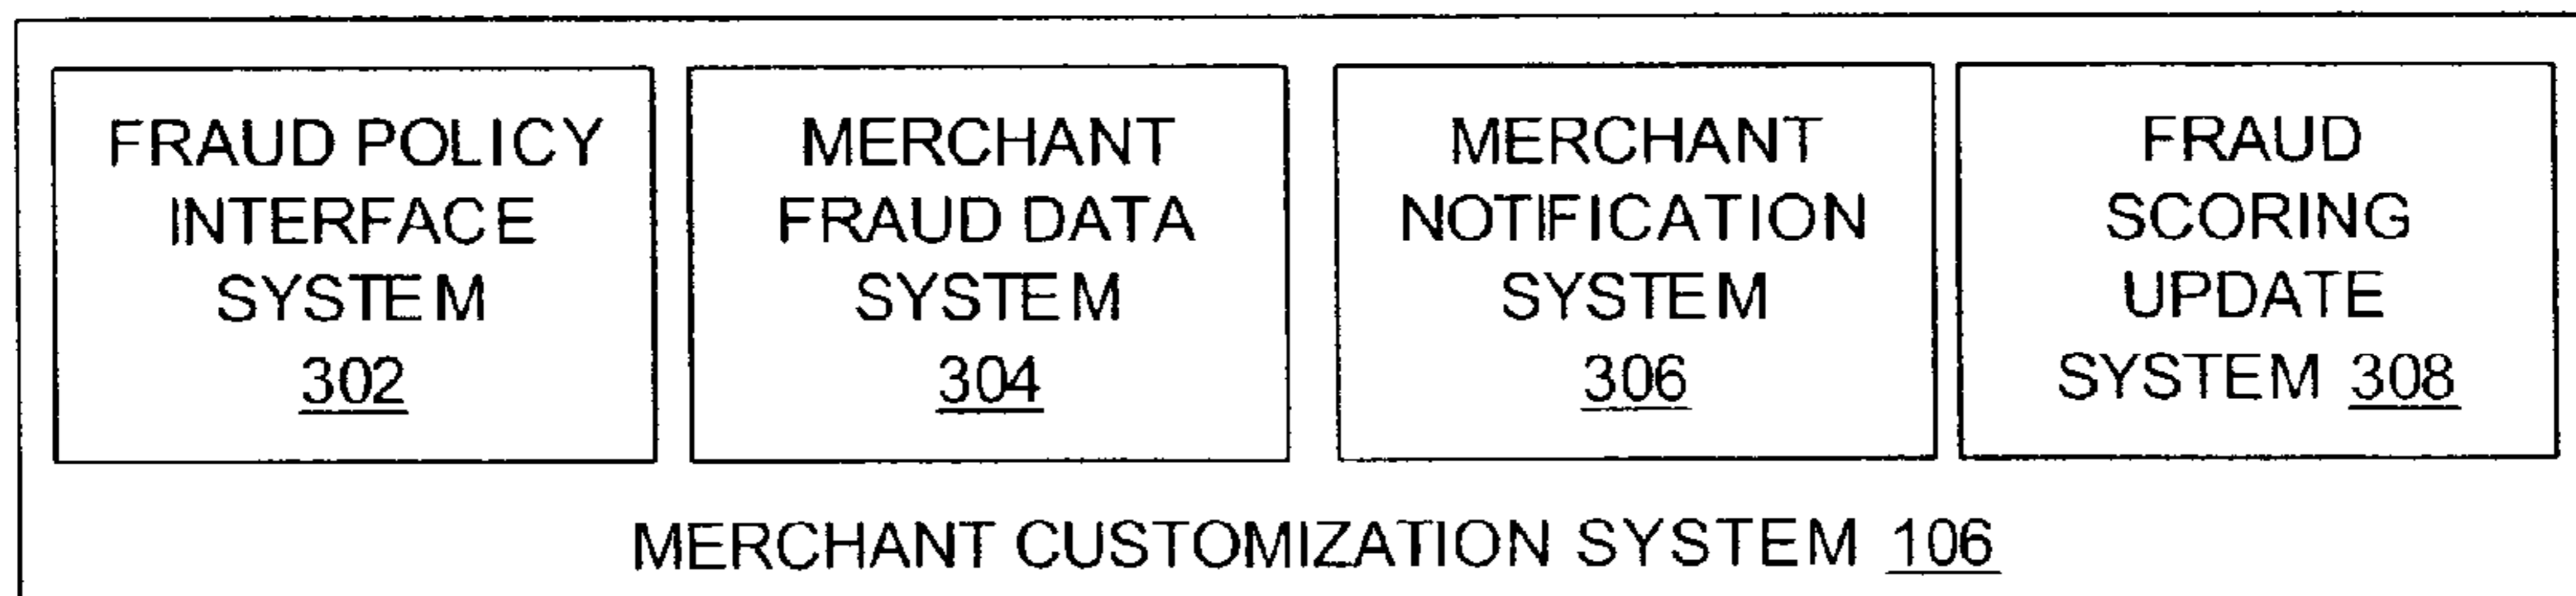 FRAUD POLICY
INTERFACE
SYSTEM
302
MERCHANT
FRAUD DATA
SYSTEM
304
MERCHANT
NOTIFICATION
SYSTEM
306
FRAUD
SCORING
UPDATE
SYSTEM 308
MERCHANT CUSTOMIZATION SYSTEM 106